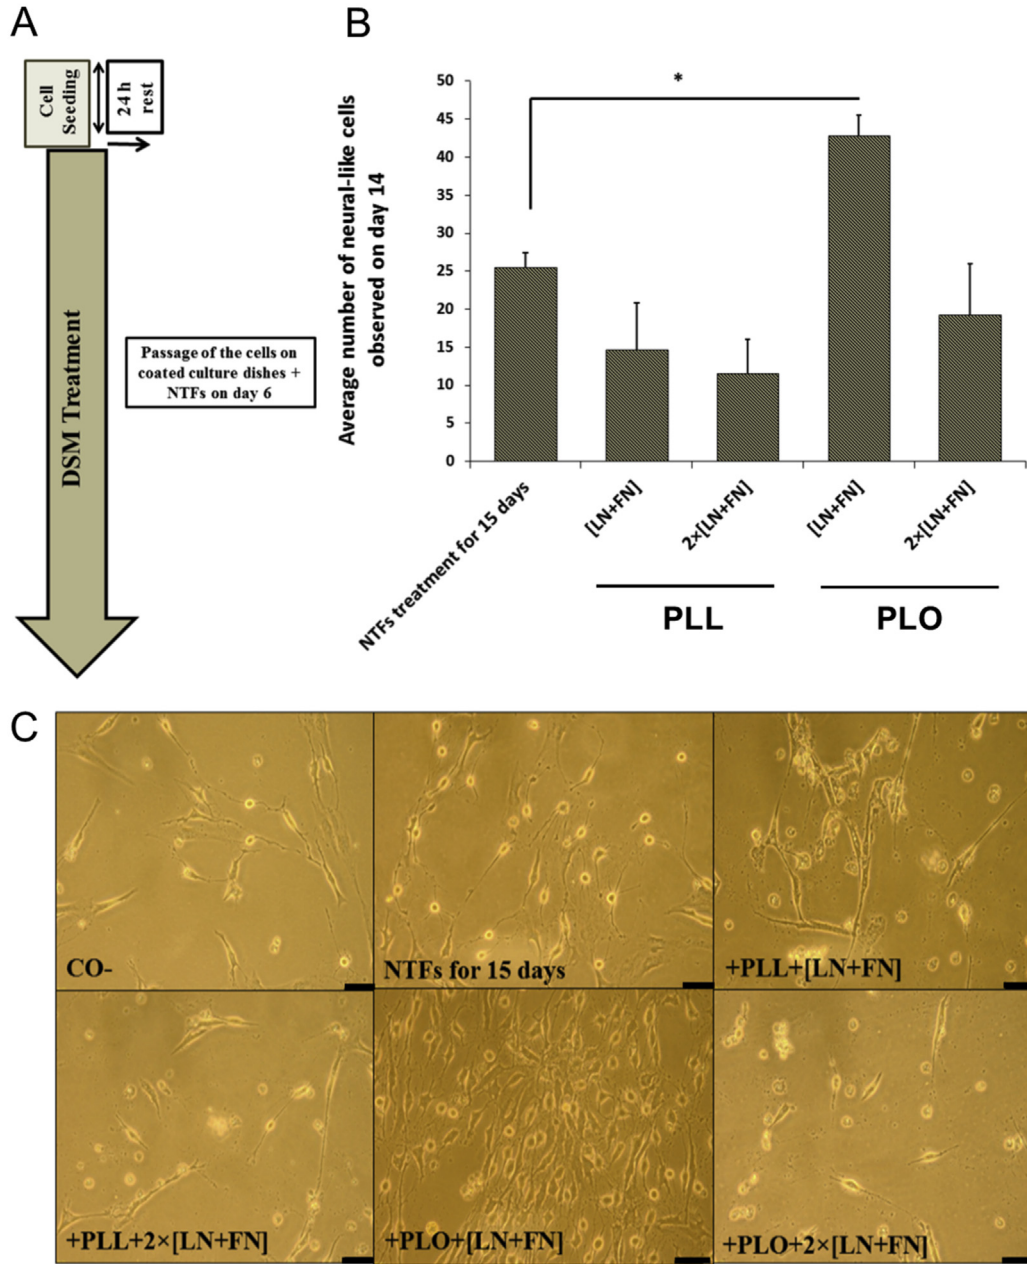 A
Cell
Seeding
24 h
rest
DSM Treatment
Passage of the cells on
coated culture dishes +
NTFs on day 6
B
Average number of neural-like cells
observed on day 14
50
45
40
35
30
25
20
15
10
5
0
*
NTFs treatment for 15 days
[LN+FN]
2×[LN+FN]
[LN+FN]
2×[LN+FN]
PLL
PLO
C
CO-
NTFs for 15 days
+PLL+[LN+FN]
+PLL+2×[LN+FN]
+PLO+[LN+FN]
+PLO+2×[LN+FN]